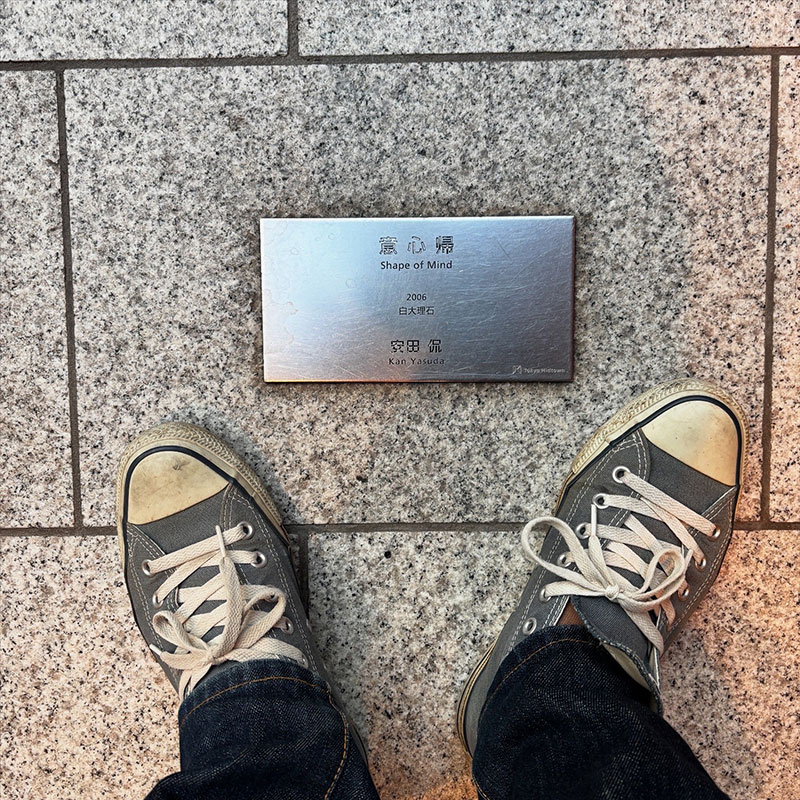 意心帰
Shape of Mind
2006
白大理石
安田 侃
Kan Yasuda
Tokyo Midtown